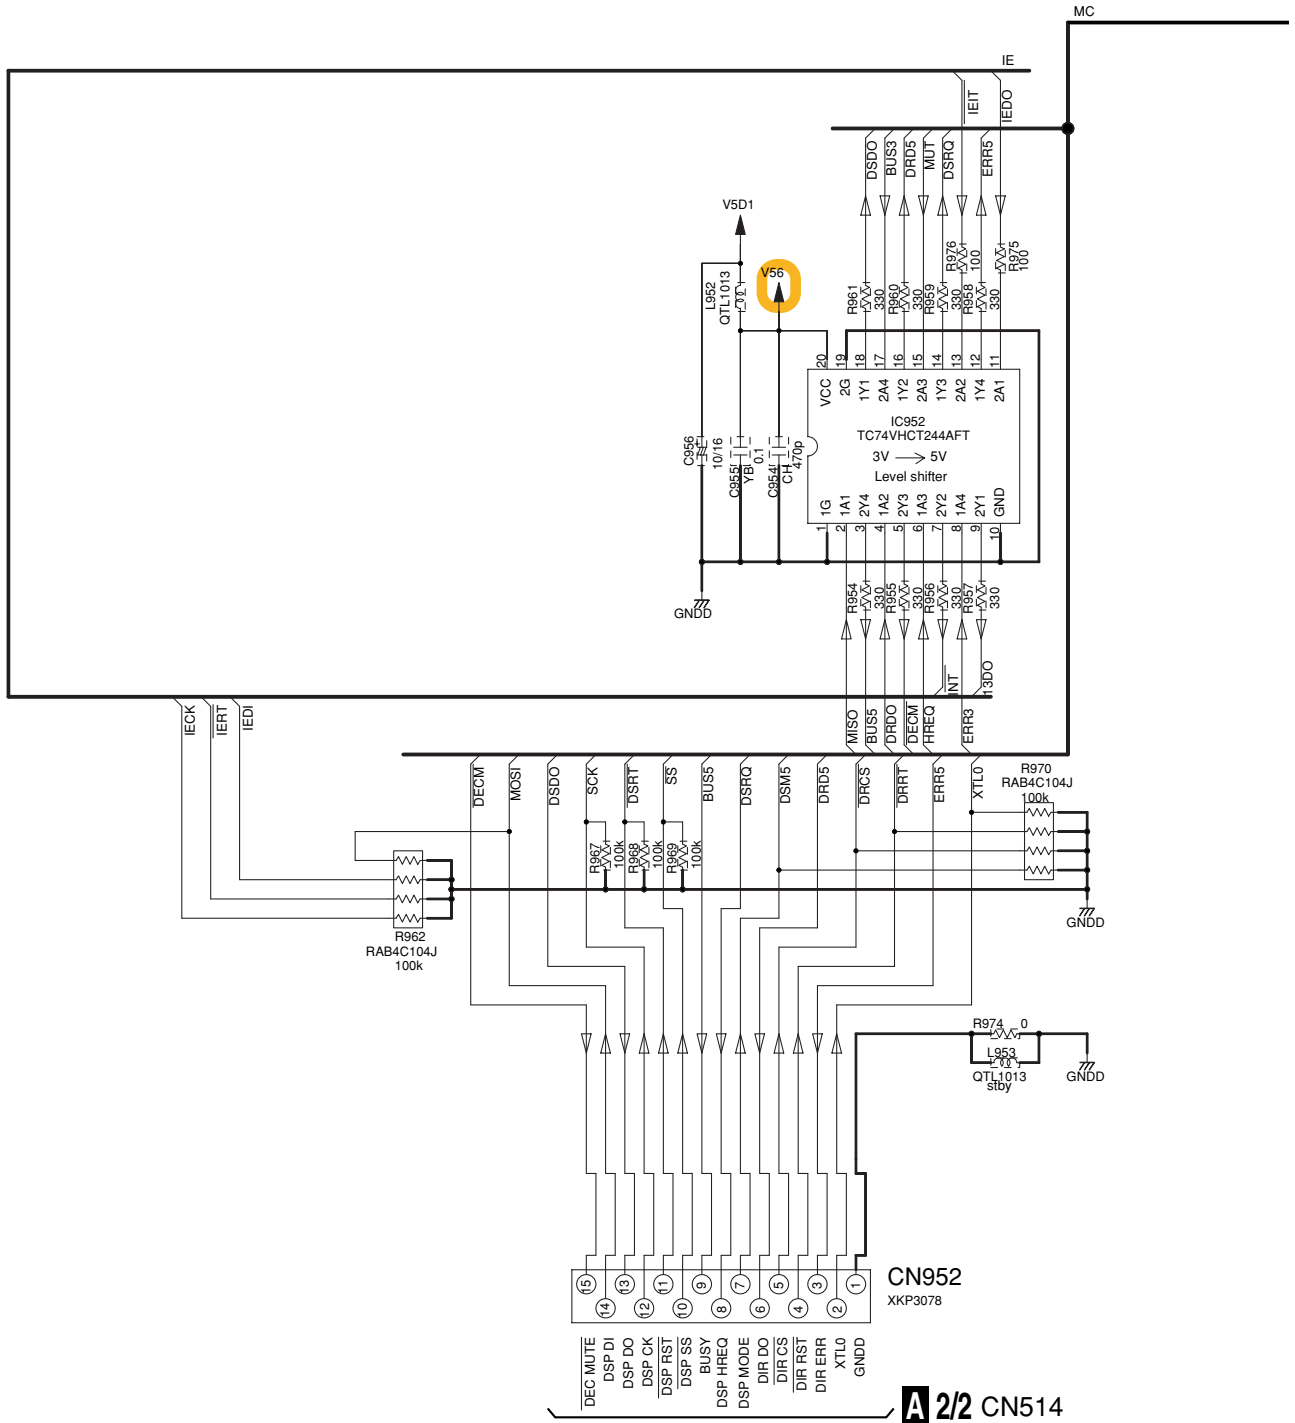 MC
IE
IEIT
IEDO
DSDO
BUS3
DRD5
MUT
DSRQ
ERR5
V5D1
V56
L952
QTL1013
R976
100
R975
100
R961
330
R960
330
R959
330
R958
330
20
19
18
17
16
15
14
13
12
11
VCC
2G
1Y1
2A4
1Y2
2A3
1Y3
2A2
1Y4
2A1
IC952
TC74VHCT244AFT
3V
5V
Level shifter
C956
10/16
C955
YB
0.1
C954
CH
470p
1G
1A1
2Y4
1A2
2Y3
1A3
2Y2
1A4
2Y1
GND
1
2
3
4
5
6
7
8
9
10
GNDD
R954
330
R955
330
R956
330
R957
330
IECK
IERT
IEDI
MISO
BUS5
DRDO
DECM
HREQ
INT
ERR3
13DO
DECM
MOSI
DSDO
SCK
DSRT
SS
BUS5
DSRQ
DSM5
DRD5
DRCS
DRRT
ERR5
XTL0
R970
RAB4C104J
100k
R967
100k
R968
100k
R969
100k
GNDD
R962
RAB4C104J
100k
R974
0
L953
QTL1013
stby
GNDD
15
14
13
12
11
10
9
8
7
6
5
4
3
2
1
CN952
XKP3078
DEC MUTE
DSP DI
DSP DO
DSP CK
DSP RST
DSP SS
BUSY
DSP HREQ
DSP MODE
DIR DO
DIR CS
DIR RST
DIR ERR
XTL0
GNDD
A 2/2 CN514